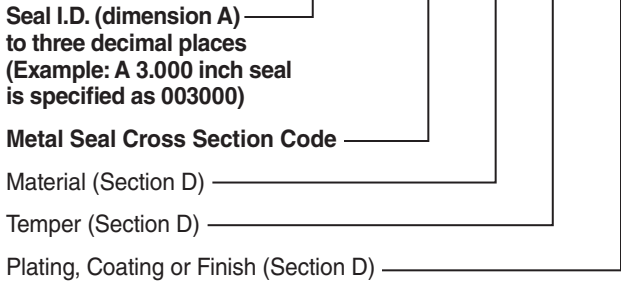 Seal I.D. (dimension A)
to three decimal places
(Example: A 3.000 inch seal
is specified as 003000)
Metal Seal Cross Section Code
Material (Section D)
Temper (Section D)
Plating, Coating or Finish (Section D)